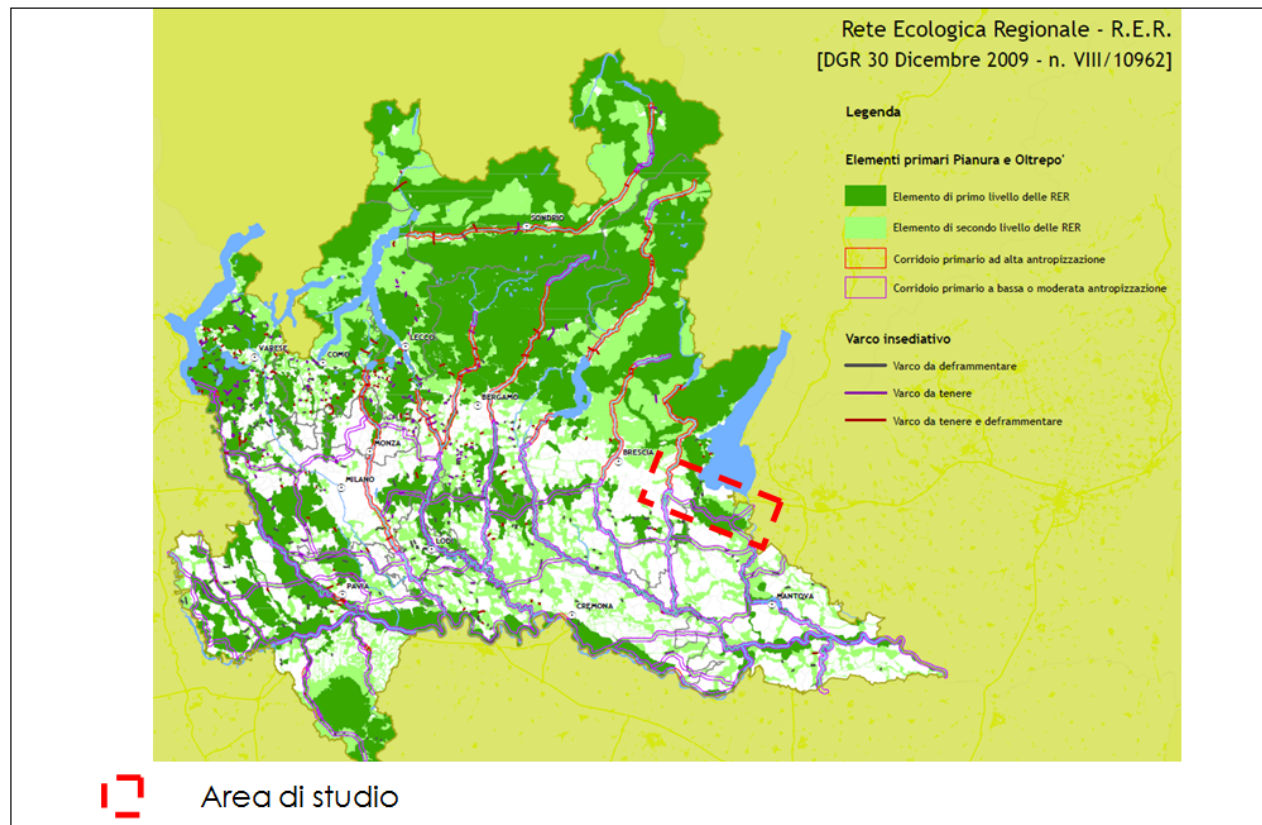 Rete Ecologica Regionale - R.E.R.
[DGR 30 Dicembre 2009 - n. VIII/10962]
Legenda
Elementi primari Pianura e Oltrepo'
Elemento di primo livello delle RER
Elemento di secondo livello delle RER
Corridoio primario ad alta antropizzazione
Corridoio primario a bassa o moderata antropizzazione
Varco insediativo
Varco da deframmentare
Varco da tenere
Varco da tenere e deframmentare
SONDRIO
LECCO
VARESE
COMO
BERGAMO
MONZA
BRESCIA
MILANO
LODI
PAVIA
CREMONA
MANTOVA
Area di studio